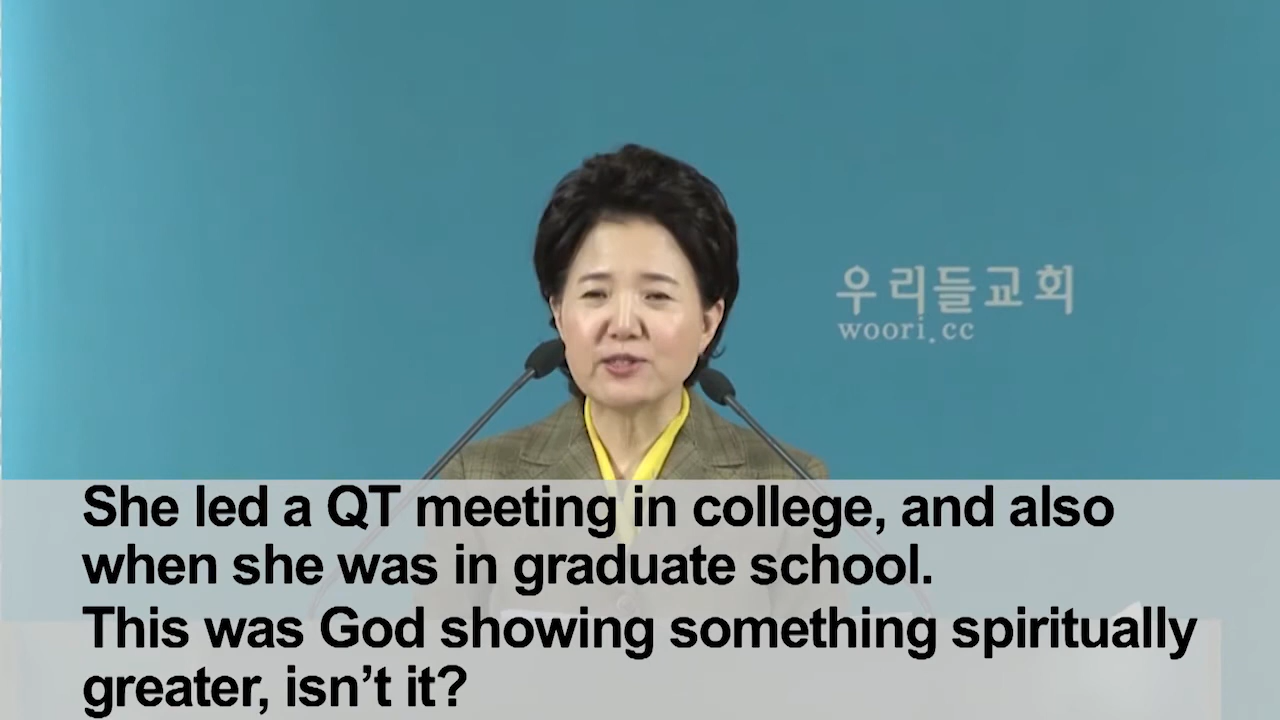 우리들교회
woori.cc
She led a QT meeting in college, and also
when she was in graduate school.
This was God showing something spiritually
greater, isn’t it?